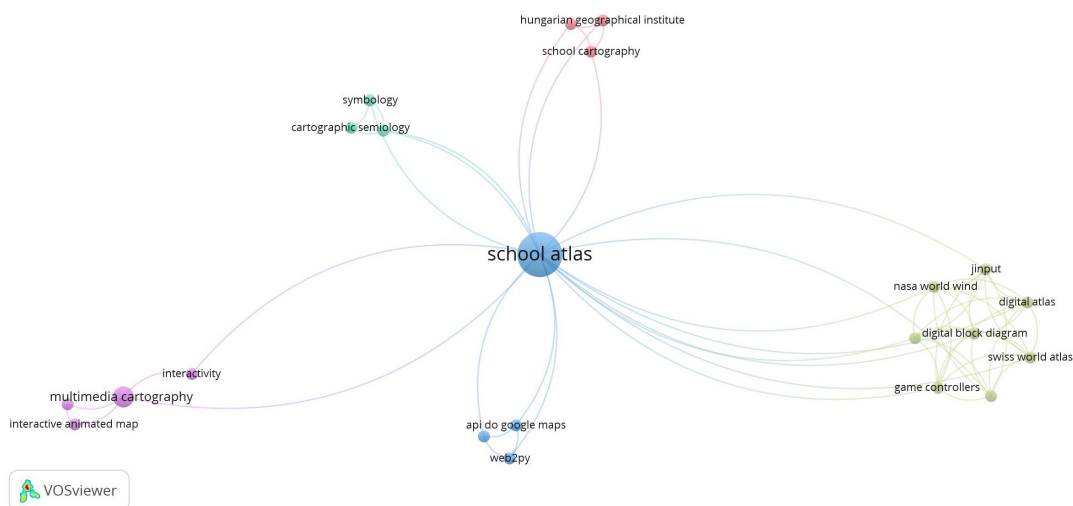 hungarian geographical institute
school cartography
symbology
cartographic semiology
school atlas
jinput
nasa world wind
digital atlas
digital block diagram
swiss world atlas
interactivity
game controllers
multimedia cartography
interactive animated map
api do google maps
web2py
VOSviewer